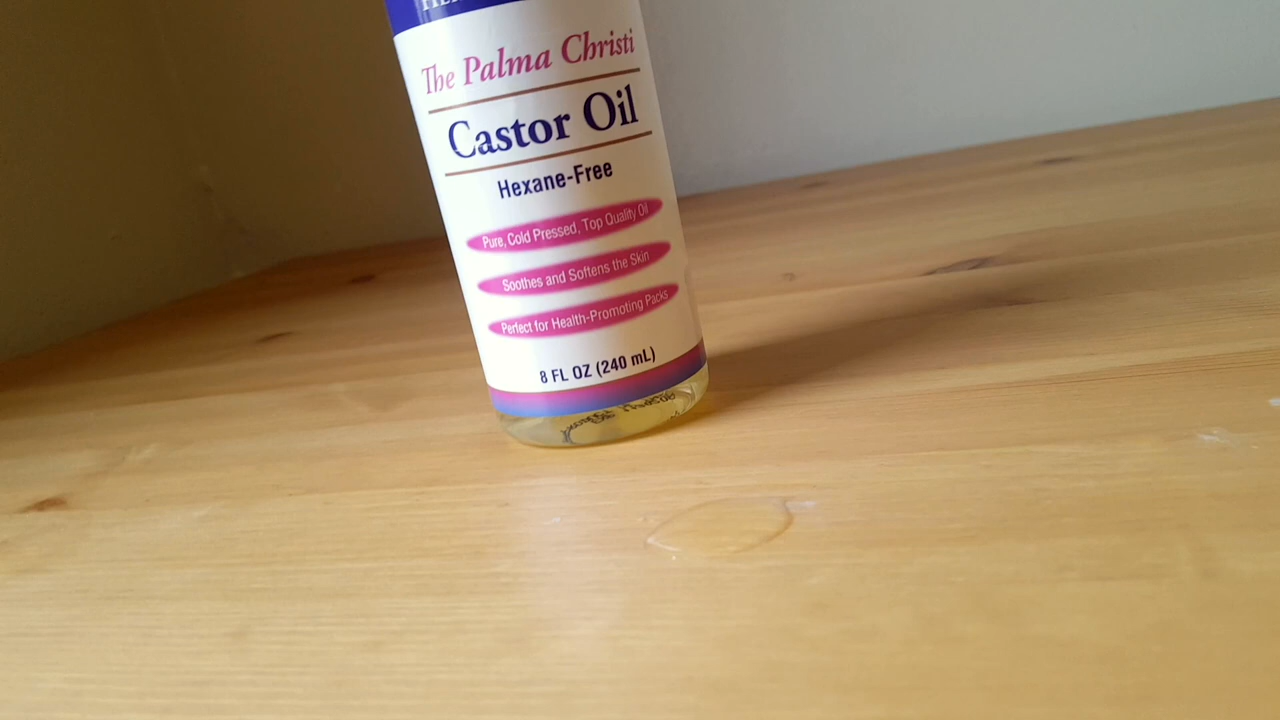 The Palma Christi
Castor Oil
Hexane-Free
Pure, Cold Pressed, Top Quality Oil
Soothes and Softens the Skin
Perfect for Health-Promoting Packs
8 FL OZ (240 mL)